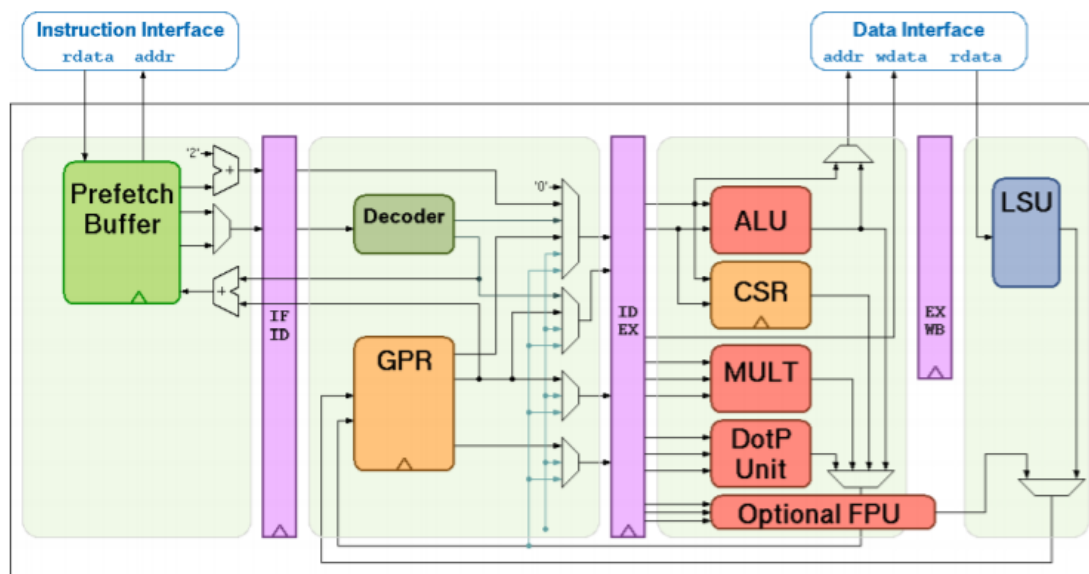 Instruction Interface
rdata addr
Data Interface
addr wdata rdata
'2'
+
Prefetch
Buffer
+
IF
ID
Decoder
GPR
'0'
ID
EX
ALU
CSR
MULT
DotP
Unit
Optional FPU
EX
WB
LSU